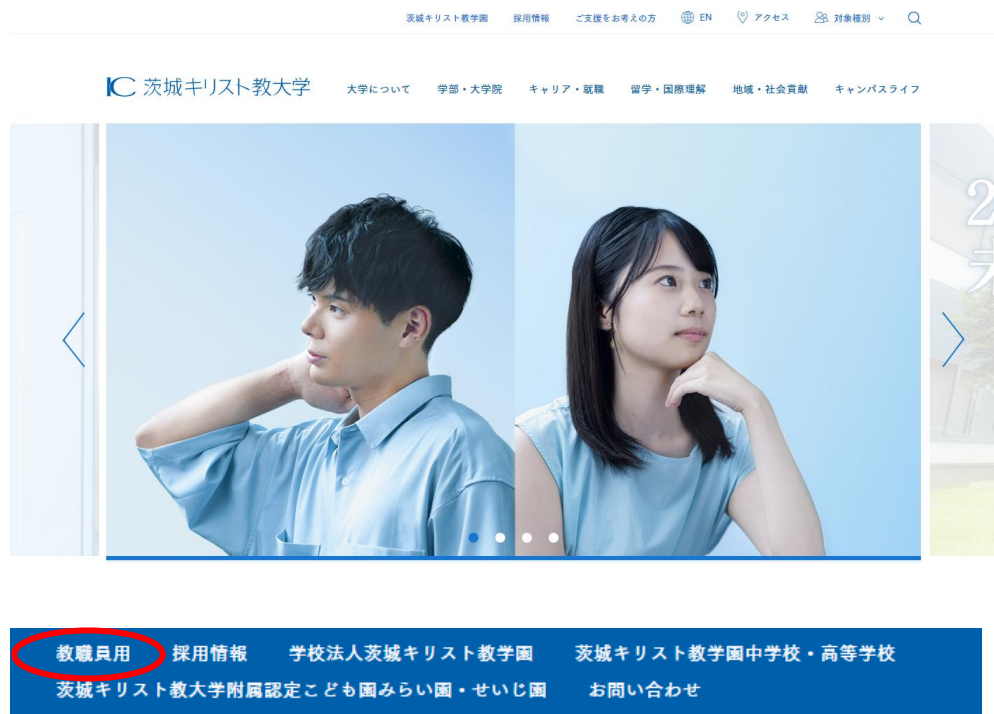 茨城キリスト教学園 採用情報 ご支援をお考えの方 EN アクセス 対象種別
IC 茨城キリスト教大学 大学について 学部・大学院 キャリア・就職 留学・国際理解 地域・社会貢献 キャンパスライフ
2
教職員用 採用情報 学校法人茨城キリスト教学園 茨城キリスト教学園中学校・高等学校
茨城キリスト教大学附属認定こども園みらい園・せいじ園 お問い合わせ